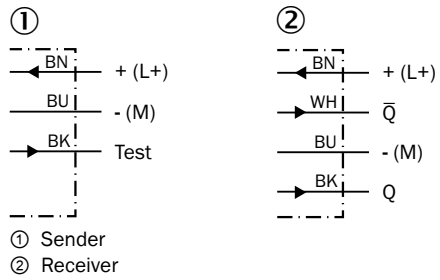 ① ②
BN + (L+) BN + (L+)
BU - (M) WH Q̅
BK Test BU - (M)
BK Q
① Sender
② Receiver